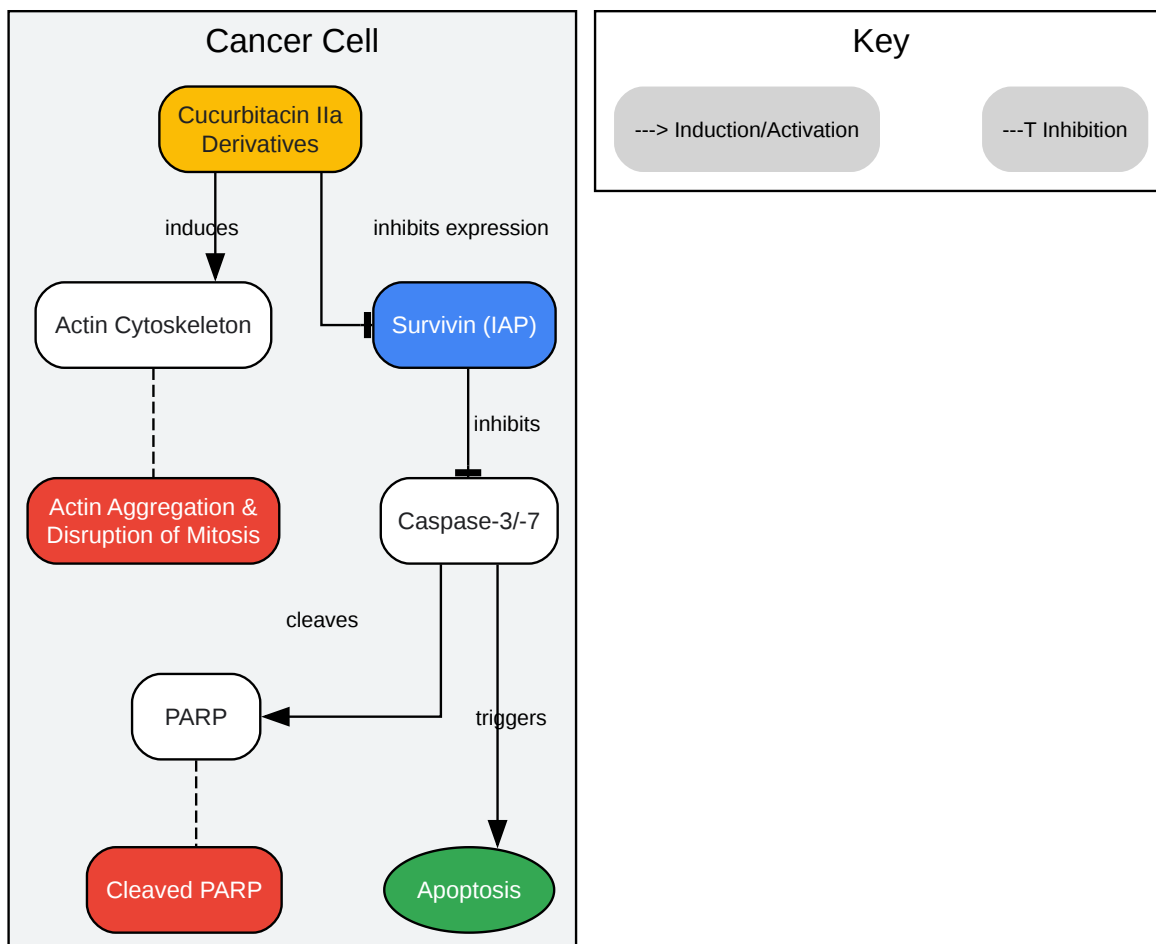 Cancer Cell
Cucurbitacin IIa
Derivatives
induces
inhibits expression
Actin Cytoskeleton
Survivin (IAP)
inhibits
Actin Aggregation &
Disruption of Mitosis
Caspase-3/-7
cleaves
PARP
triggers
Cleaved PARP
Apoptosis
Key
---> Induction/Activation
---T Inhibition